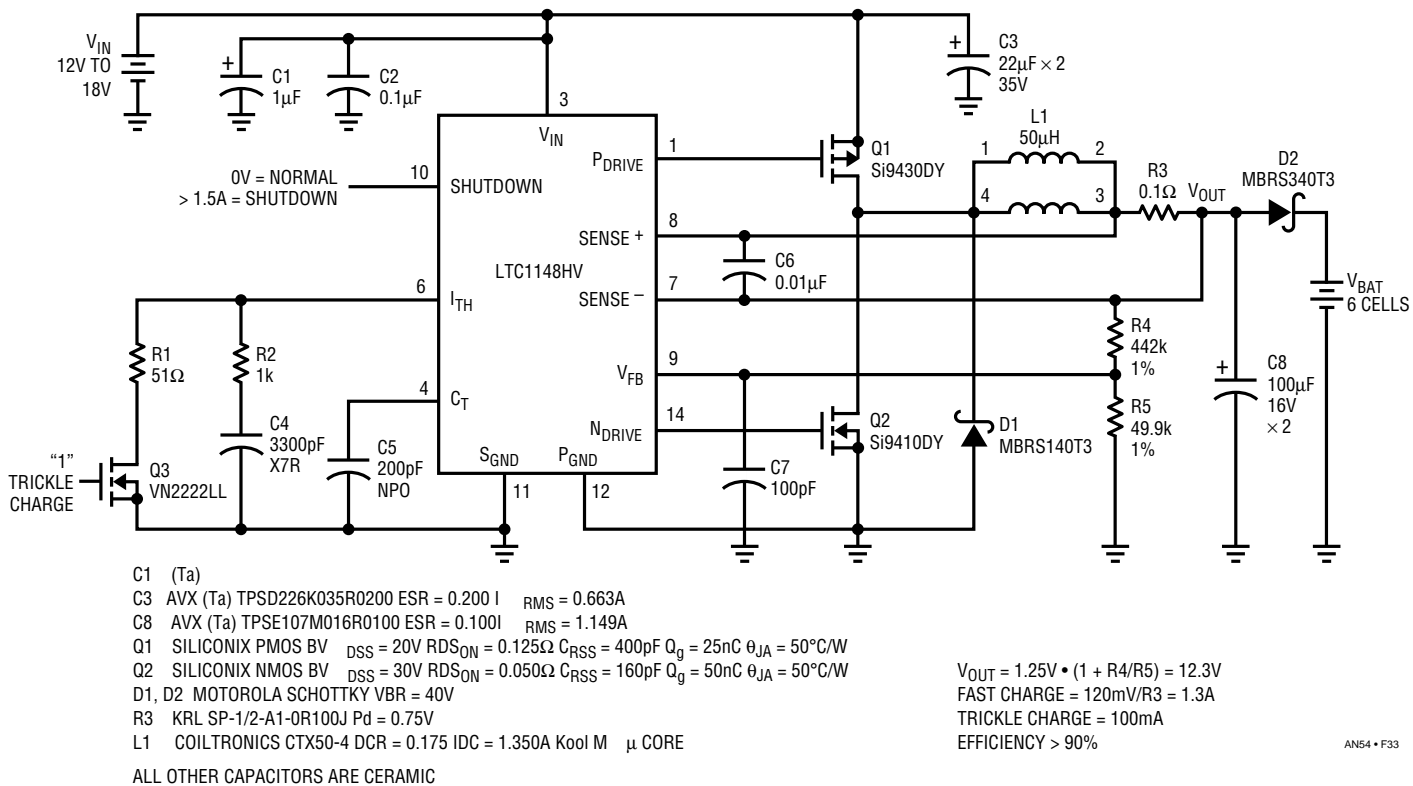 V_IN
12V TO
18V
+
C1
1µF
C2
0.1µF
3
V_IN
+
C3
22µF × 2
35V
L1
50µH
1
2
4
3
P_DRIVE
1
Q1
Si9430DY
R3
0.1Ω
V_OUT
D2
MBRS340T3
0V = NORMAL
> 1.5A = SHUTDOWN
10
SHUTDOWN
8
SENSE +
LTC1148HV
C6
0.01µF
7
SENSE –
V_BAT
6 CELLS
6
I_TH
R1
51Ω
R2
1k
R4
442k
1%
9
V_FB
4
C_T
+
C8
100µF
16V
× 2
C4
3300pF
X7R
C5
200pF
NPO
14
N_DRIVE
Q2
Si9410DY
D1
MBRS140T3
R5
49.9k
1%
"1"
TRICKLE
CHARGE
Q3
VN2222LL
S_GND
P_GND
11
12
C7
100pF
C1 (Ta)
C3 AVX (Ta) TPSD226K035R0200 ESR = 0.200 I RMS = 0.663A
C8 AVX (Ta) TPSE107M016R0100 ESR = 0.100I RMS = 1.149A
Q1 SILICONIX PMOS BV DSS = 20V RDS_ON = 0.125Ω C_RSS = 400pF Q_g = 25nC θ_JA = 50°C/W
Q2 SILICONIX NMOS BV DSS = 30V RDS_ON = 0.050Ω C_RSS = 160pF Q_g = 50nC θ_JA = 50°C/W
D1, D2 MOTOROLA SCHOTTKY VBR = 40V
R3 KRL SP-1/2-A1-0R100J Pd = 0.75V
L1 COILTRONICS CTX50-4 DCR = 0.175 IDC = 1.350A Kool M µ CORE
ALL OTHER CAPACITORS ARE CERAMIC
V_OUT = 1.25V • (1 + R4/R5) = 12.3V
FAST CHARGE = 120mV/R3 = 1.3A
TRICKLE CHARGE = 100mA
EFFICIENCY > 90%
AN54 • F33